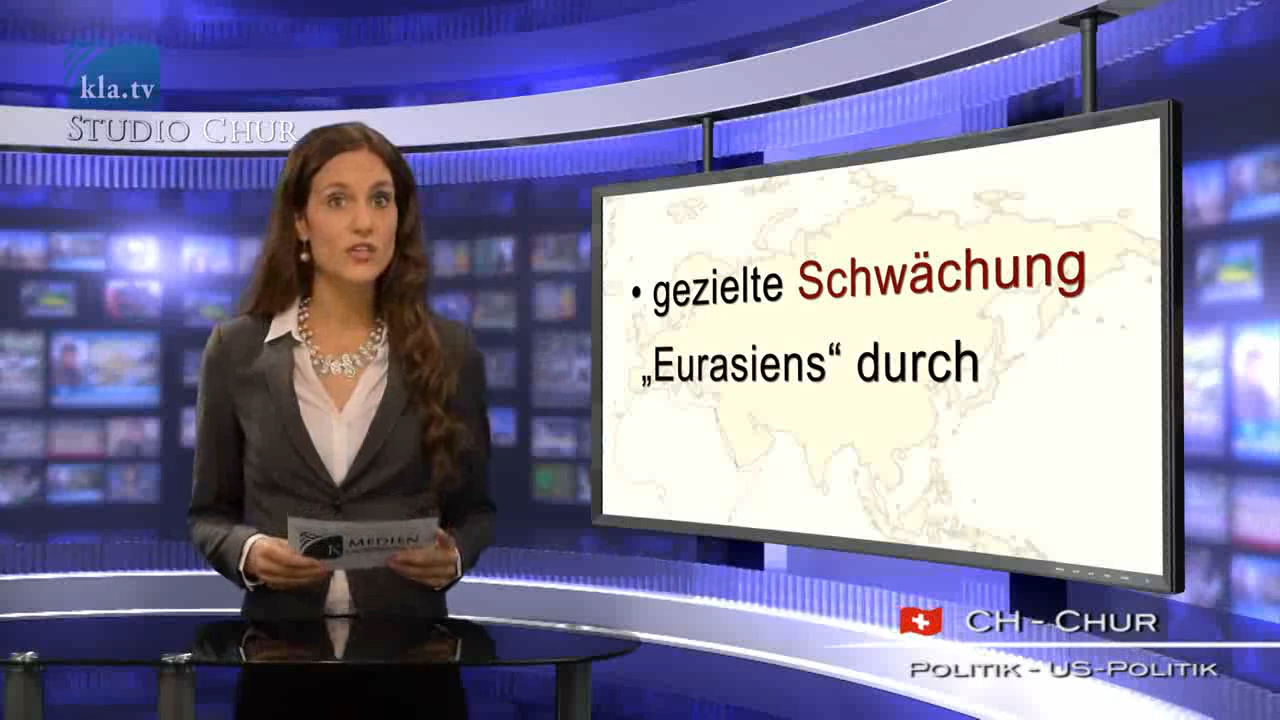 kla.tv
STUDIO CHUR
• gezielte Schwächung
„Eurasiens“ durch
K MEDIEN
CH - CHUR
POLITIK - US-POLITIK